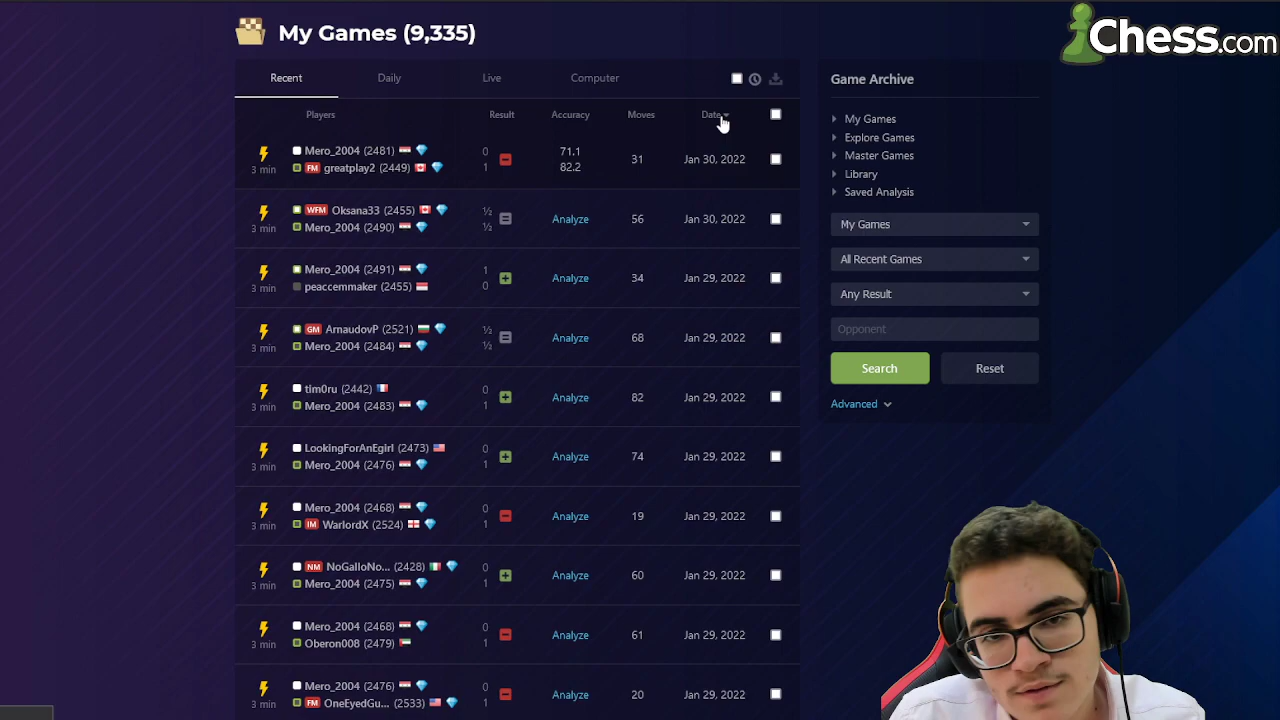 Chess.com
My Games (9,335)
Recent Daily Live Computer
Players Result Accuracy Moves Date
3 min
Mero_2004 (2481) 0 71.1 31 Jan 30, 2022
FM greatplay2 (2449) 1 82.2
3 min
WFM Oksana33 (2455) ½ Analyze 56 Jan 30, 2022
Mero_2004 (2490) ½
3 min
Mero_2004 (2491) 1 Analyze 34 Jan 29, 2022
peaccemmaker (2455) 0
3 min
GM ArnaudovP (2521) ½ Analyze 68 Jan 29, 2022
Mero_2004 (2484) ½
3 min
tim0ru (2442) 0 Analyze 82 Jan 29, 2022
Mero_2004 (2483) 1
3 min
LookingForAnEgirl (2473) 0 Analyze 74 Jan 29, 2022
Mero_2004 (2476) 1
3 min
Mero_2004 (2468) 0 Analyze 19 Jan 29, 2022
IM WarlordX (2524) 1
3 min
NM NoGalloNo... (2428) 0 Analyze 60 Jan 29, 2022
Mero_2004 (2475) 1
3 min
Mero_2004 (2468) 0 Analyze 61 Jan 29, 2022
Oberon008 (2479) 1
3 min
Mero_2004 (2476) 0 Analyze 20 Jan 29, 2022
FM OneEyedGu... (2533) 1
Game Archive
My Games
Explore Games
Master Games
Library
Saved Analysis
My Games
All Recent Games
Any Result
Opponent
Search Reset
Advanced